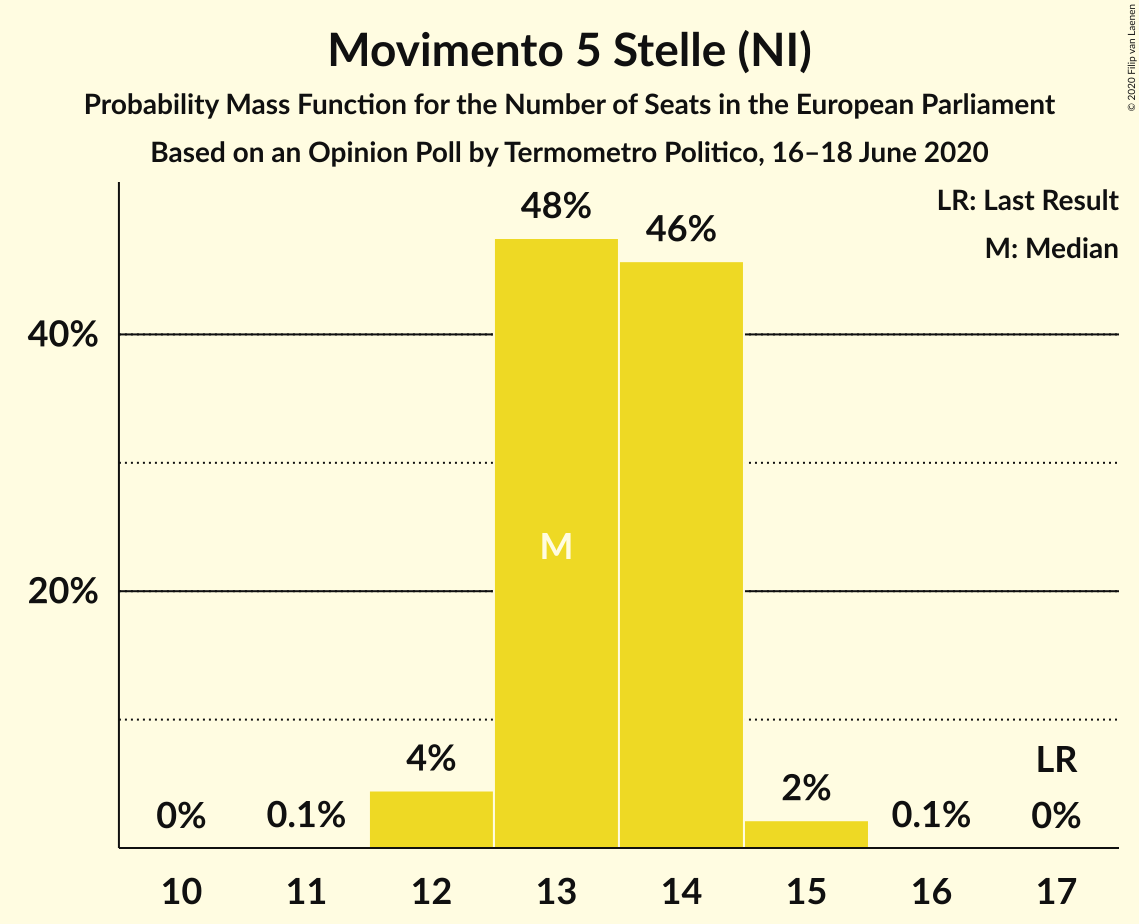 Movimento 5 Stelle (NI)
Probability Mass Function for the Number of Seats in the European Parliament
Based on an Opinion Poll by Termometro Politico, 16–18 June 2020
© 2020 Filip van Laenen
LR: Last Result
M: Median
48%
46%
40%
M
20%
4%
LR
2%
0%
0.1%
0.1%
0%
10 11 12 13 14 15 16 17